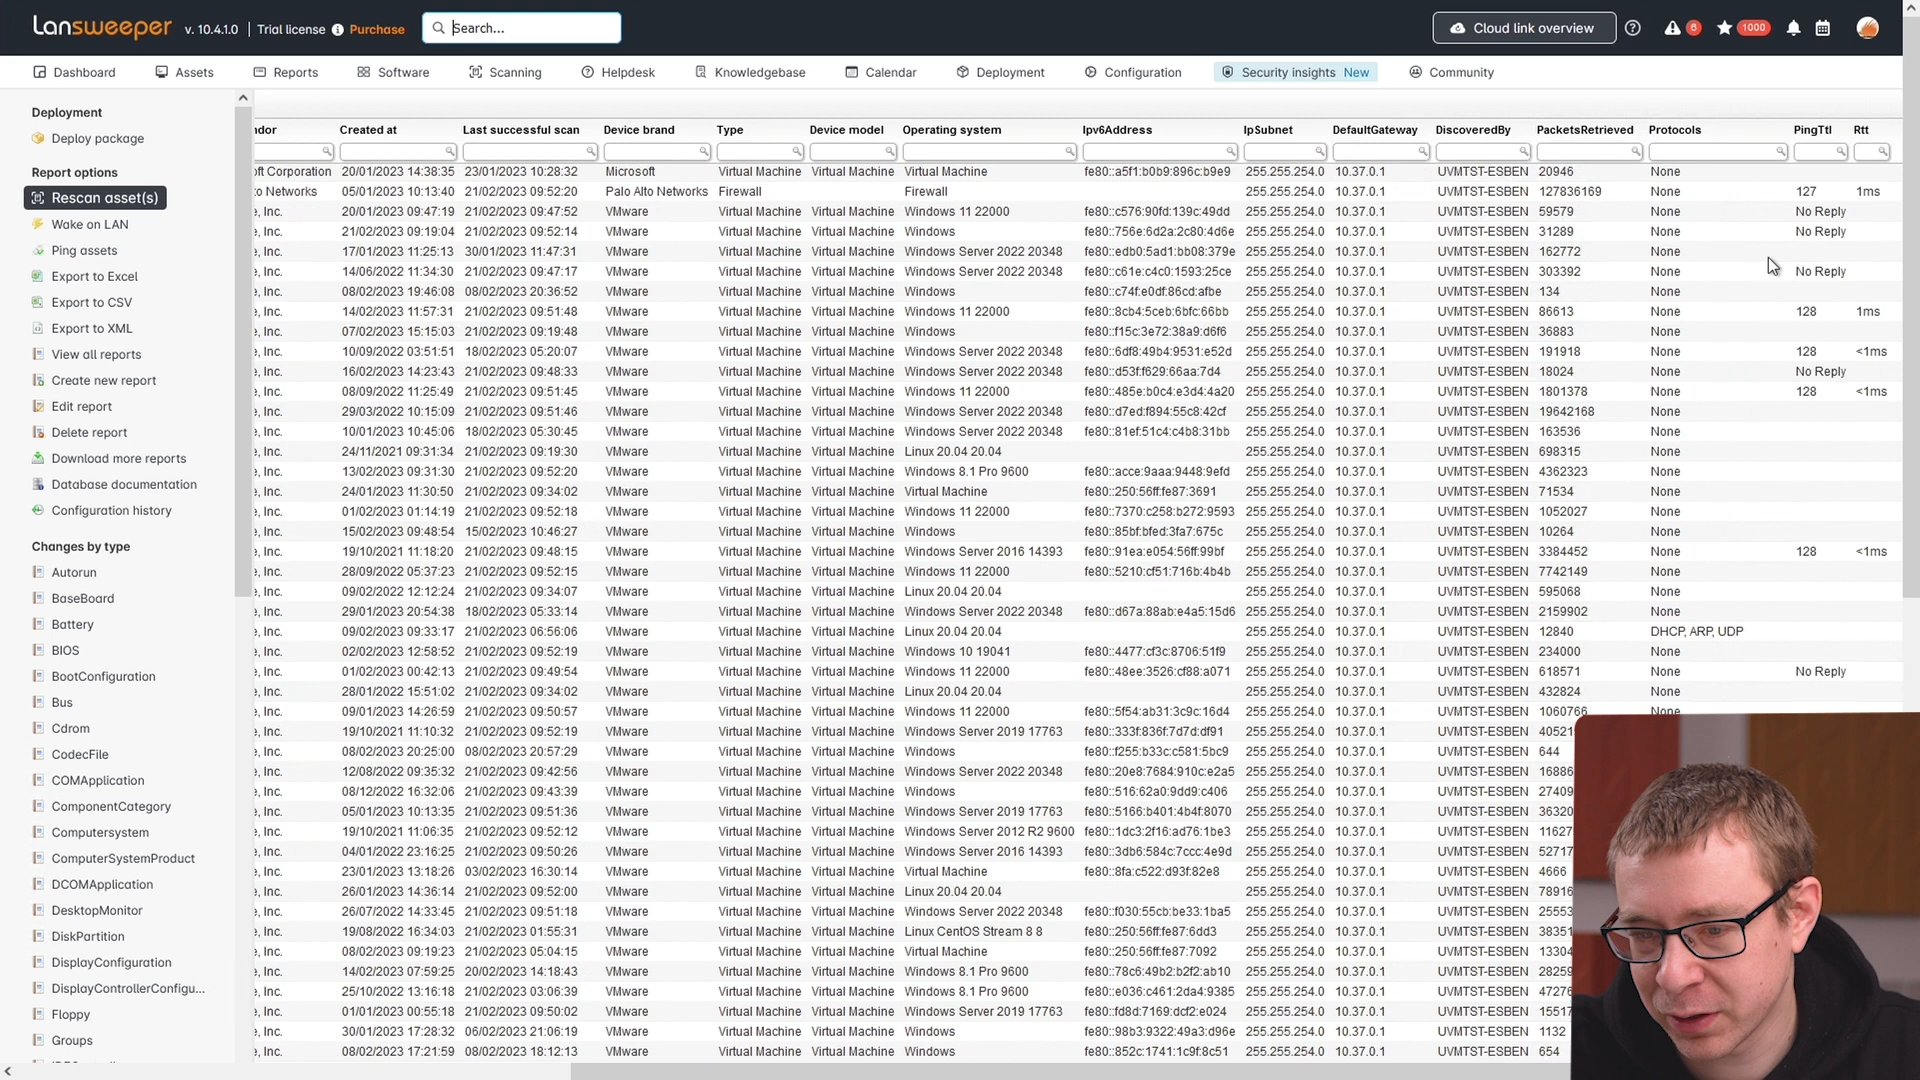 Lansweeper v. 10.4.1.0 Trial license Purchase Search... Cloud link overview 6 1000
Dashboard Assets Reports Software Scanning Helpdesk Knowledgebase Calendar Deployment Configuration Security insights New Community
Deployment
Deploy package
Report options
Rescan asset(s)
Wake on LAN
Ping assets
Export to Excel
Export to CSV
Export to XML
View all reports
Create new report
Edit report
Delete report
Download more reports
Database documentation
Configuration history
Changes by type
Autorun
BaseBoard
Battery
BIOS
BootConfiguration
Bus
Cdrom
CodecFile
COMApplication
ComponentCategory
Computersystem
ComputerSystemProduct
DCOMApplication
DesktopMonitor
DiskPartition
DisplayConfiguration
DisplayControllerConfigu...
Floppy
Groups
ndor Created at Last successful scan Device brand Type Device model Operating system Ipv6Address IpSubnet DefaultGateway DiscoveredBy PacketsRetrieved Protocols PingTtl Rtt
oft Corporation 20/01/2023 14:38:35 23/01/2023 10:28:32 Microsoft Virtual Machine Virtual Machine Virtual Machine fe80::a5f1:b0b9:896c:b9e9 255.255.254.0 10.37.0.1 UVMTST-ESBEN 20946 None
to Networks 05/01/2023 10:13:40 21/02/2023 09:52:20 Palo Alto Networks Firewall Firewall 255.255.254.0 10.37.0.1 UVMTST-ESBEN 127836169 None 127 1ms
e, Inc. 20/01/2023 09:47:19 21/02/2023 09:47:52 VMware Virtual Machine Virtual Machine Windows 11 22000 fe80::c576:90fd:139c:49dd 255.255.254.0 10.37.0.1 UVMTST-ESBEN 59579 None No Reply
e, Inc. 21/02/2023 09:19:04 21/02/2023 09:52:14 VMware Virtual Machine Virtual Machine Windows fe80::756e:6d2a:2c80:4d6e 255.255.254.0 10.37.0.1 UVMTST-ESBEN 31289 None No Reply
e, Inc. 17/01/2023 11:25:13 30/01/2023 11:47:31 VMware Virtual Machine Virtual Machine Windows Server 2022 20348 fe80::edb0:5ad1:bb08:379e 255.255.254.0 10.37.0.1 UVMTST-ESBEN 162772 None
e, Inc. 14/06/2022 11:34:30 21/02/2023 09:47:17 VMware Virtual Machine Virtual Machine Windows Server 2022 20348 fe80::c61e:c4c0:1593:25ce 255.255.254.0 10.37.0.1 UVMTST-ESBEN 303392 None No Reply
e, Inc. 08/02/2023 19:46:08 08/02/2023 20:36:52 VMware Virtual Machine Virtual Machine Windows fe80::c74f:e0df:86cd:afbe 255.255.254.0 10.37.0.1 UVMTST-ESBEN 134 None
e, Inc. 14/02/2023 11:57:31 21/02/2023 09:51:48 VMware Virtual Machine Virtual Machine Windows 11 22000 fe80::8cb4:5ceb:6bfc:66bb 255.255.254.0 10.37.0.1 UVMTST-ESBEN 86613 None 128 1ms
e, Inc. 07/02/2023 15:15:03 21/02/2023 09:19:48 VMware Virtual Machine Virtual Machine Windows fe80::f15c:3e72:38a9:d6f6 255.255.254.0 10.37.0.1 UVMTST-ESBEN 36883 None
e, Inc. 10/09/2022 03:51:51 18/02/2023 05:20:07 VMware Virtual Machine Virtual Machine Windows Server 2022 20348 fe80::6df8:49b4:9531:e52d 255.255.254.0 10.37.0.1 UVMTST-ESBEN 191918 None 128 <1ms
e, Inc. 16/02/2023 14:23:43 21/02/2023 09:48:33 VMware Virtual Machine Virtual Machine Windows Server 2022 20348 fe80::d53f:f629:66aa:7d4 255.255.254.0 10.37.0.1 UVMTST-ESBEN 18024 None No Reply
e, Inc. 08/09/2022 11:25:49 21/02/2023 09:51:45 VMware Virtual Machine Virtual Machine Windows 11 22000 fe80::485e:b0c4:e3d4:4a20 255.255.254.0 10.37.0.1 UVMTST-ESBEN 1801378 None 128 <1ms
e, Inc. 29/03/2022 10:15:09 21/02/2023 09:51:46 VMware Virtual Machine Virtual Machine Windows Server 2022 20348 fe80::d7ed:f894:55c8:42cf 255.255.254.0 10.37.0.1 UVMTST-ESBEN 19642168 None
e, Inc. 10/01/2023 10:45:06 18/02/2023 05:30:45 VMware Virtual Machine Virtual Machine Windows Server 2022 20348 fe80::81ef:51c4:c4b8:31bb 255.255.254.0 10.37.0.1 UVMTST-ESBEN 163536 None
e, Inc. 24/11/2021 09:31:34 21/02/2023 09:19:30 VMware Virtual Machine Virtual Machine Linux 20.04 20.04 255.255.254.0 10.37.0.1 UVMTST-ESBEN 698315 None
e, Inc. 13/02/2023 09:31:30 21/02/2023 09:52:20 VMware Virtual Machine Virtual Machine Windows 8.1 Pro 9600 fe80::acce:9aaa:9448:9efd 255.255.254.0 10.37.0.1 UVMTST-ESBEN 4362323 None
e, Inc. 24/01/2023 11:30:50 21/02/2023 09:34:02 VMware Virtual Machine Virtual Machine Virtual Machine fe80::250:56ff:fe87:3691 255.255.254.0 10.37.0.1 UVMTST-ESBEN 71534 None
e, Inc. 01/02/2023 01:14:19 21/02/2023 09:52:18 VMware Virtual Machine Virtual Machine Windows 11 22000 fe80::7370:c258:b272:9593 255.255.254.0 10.37.0.1 UVMTST-ESBEN 1052027 None
e, Inc. 15/02/2023 09:48:54 15/02/2023 10:46:27 VMware Virtual Machine Virtual Machine Windows fe80::85bf:bfed:3fa7:675c 255.255.254.0 10.37.0.1 UVMTST-ESBEN 10264 None
e, Inc. 19/10/2021 11:18:20 21/02/2023 09:48:15 VMware Virtual Machine Virtual Machine Windows Server 2016 14393 fe80::91ea:e054:56ff:99bf 255.255.254.0 10.37.0.1 UVMTST-ESBEN 3384452 None 128 <1ms
e, Inc. 28/09/2022 05:37:23 21/02/2023 09:52:15 VMware Virtual Machine Virtual Machine Windows 11 22000 fe80::5210:cf51:716b:4b4b 255.255.254.0 10.37.0.1 UVMTST-ESBEN 7742149 None
e, Inc. 09/02/2022 12:12:24 21/02/2023 09:34:07 VMware Virtual Machine Virtual Machine Linux 20.04 20.04 255.255.254.0 10.37.0.1 UVMTST-ESBEN 595068 None
e, Inc. 29/01/2022 20:54:38 18/02/2023 05:33:14 VMware Virtual Machine Virtual Machine Windows Server 2022 20348 fe80::d67a:88ab:e4a5:15d6 255.255.254.0 10.37.0.1 UVMTST-ESBEN 2159902 None
e, Inc. 09/02/2022 09:33:17 21/02/2023 06:56:06 VMware Virtual Machine Virtual Machine Linux 20.04 20.04 255.255.254.0 10.37.0.1 UVMTST-ESBEN 12840 DHCP, ARP, UDP
e, Inc. 02/02/2023 12:58:52 21/02/2023 09:52:19 VMware Virtual Machine Virtual Machine Windows 10 19041 fe80::4477:cf3c:8706:51f9 255.255.254.0 10.37.0.1 UVMTST-ESBEN 234000 None
e, Inc. 01/02/2023 00:42:13 21/02/2023 09:49:54 VMware Virtual Machine Virtual Machine Windows 11 22000 fe80::48ee:3526:cf88:a071 255.255.254.0 10.37.0.1 UVMTST-ESBEN 618571 None No Reply
e, Inc. 28/01/2022 15:51:02 21/02/2023 09:34:02 VMware Virtual Machine Virtual Machine Linux 20.04 20.04 255.255.254.0 10.37.0.1 UVMTST-ESBEN 432824 None
e, Inc. 09/01/2023 14:26:59 21/02/2023 09:50:57 VMware Virtual Machine Virtual Machine Windows 11 22000 fe80::5f54:ab31:3c9c:16d4 255.255.254.0 10.37.0.1 UVMTST-ESBEN 1060766 None
e, Inc. 19/10/2021 11:10:32 21/02/2023 09:52:19 VMware Virtual Machine Virtual Machine Windows Server 2019 17763 fe80::333f:836f:7d7d:df91 255.255.254.0 10.37.0.1 UVMTST-ESBEN 40521
e, Inc. 08/02/2023 20:25:00 08/02/2023 20:57:29 VMware Virtual Machine Virtual Machine Windows fe80::f255:b33c:c581:5bc9 255.255.254.0 10.37.0.1 UVMTST-ESBEN 644
e, Inc. 12/08/2022 09:35:32 21/02/2023 09:42:56 VMware Virtual Machine Virtual Machine Windows Server 2022 20348 fe80::20e8:7684:910c:e2a5 255.255.254.0 10.37.0.1 UVMTST-ESBEN 16886
e, Inc. 08/12/2022 16:32:06 21/02/2023 09:43:39 VMware Virtual Machine Virtual Machine Windows fe80::516:62a0:9dd9:c406 255.255.254.0 10.37.0.1 UVMTST-ESBEN 27409
e, Inc. 05/01/2023 10:13:35 21/02/2023 09:51:36 VMware Virtual Machine Virtual Machine Windows Server 2019 17763 fe80::5166:b401:4b4f:8070 255.255.254.0 10.37.0.1 UVMTST-ESBEN 36320
e, Inc. 19/10/2021 11:06:35 21/02/2023 09:52:12 VMware Virtual Machine Virtual Machine Windows Server 2012 R2 9600 fe80::1dc3:2f16:ad76:1be3 255.255.254.0 10.37.0.1 UVMTST-ESBEN 11627
e, Inc. 04/01/2022 23:16:25 21/02/2023 09:50:26 VMware Virtual Machine Virtual Machine Windows Server 2016 14393 fe80::3db6:584c:7ccc:4e9d 255.255.254.0 10.37.0.1 UVMTST-ESBEN 52717
e, Inc. 23/01/2023 13:18:26 03/02/2023 16:30:14 VMware Virtual Machine Virtual Machine Virtual Machine fe80::8fa:c522:d93f:82e8 255.255.254.0 10.37.0.1 UVMTST-ESBEN 4666
e, Inc. 26/01/2023 14:36:14 21/02/2023 09:52:00 VMware Virtual Machine Virtual Machine Linux 20.04 20.04 255.255.254.0 10.37.0.1 UVMTST-ESBEN 78916
e, Inc. 26/07/2022 14:33:45 21/02/2023 09:51:18 VMware Virtual Machine Virtual Machine Windows Server 2022 20348 fe80::f030:55cb:be33:1ba5 255.255.254.0 10.37.0.1 UVMTST-ESBEN 25553
e, Inc. 19/08/2022 16:34:03 21/02/2023 01:55:31 VMware Virtual Machine Virtual Machine Linux CentOS Stream 8 8 fe80::250:56ff:fe87:6dd3 255.255.254.0 10.37.0.1 UVMTST-ESBEN 38351
e, Inc. 08/02/2023 09:19:23 21/02/2023 05:04:15 VMware Virtual Machine Virtual Machine Virtual Machine fe80::250:56ff:fe87:7092 255.255.254.0 10.37.0.1 UVMTST-ESBEN 13304
e, Inc. 14/02/2023 07:59:25 20/02/2023 14:18:43 VMware Virtual Machine Virtual Machine Windows 8.1 Pro 9600 fe80::78c6:49b2:b2f2:ab10 255.255.254.0 10.37.0.1 UVMTST-ESBEN 28259
e, Inc. 25/10/2022 13:16:18 21/02/2023 03:06:39 VMware Virtual Machine Virtual Machine Windows 8.1 Pro 9600 fe80::e036:c461:2da4:9385 255.255.254.0 10.37.0.1 UVMTST-ESBEN 47276
e, Inc. 01/01/2023 00:55:18 21/02/2023 09:50:02 VMware Virtual Machine Virtual Machine Windows Server 2019 17763 fe80::fd8d:7169:dcf2:e024 255.255.254.0 10.37.0.1 UVMTST-ESBEN 15517
e, Inc. 30/01/2023 17:28:32 06/02/2023 21:06:19 VMware Virtual Machine Virtual Machine Windows fe80::98b3:9322:49a3:d96e 255.255.254.0 10.37.0.1 UVMTST-ESBEN 1132
e, Inc. 08/02/2023 17:21:59 08/02/2023 18:12:13 VMware Virtual Machine Virtual Machine Windows fe80::852c:1741:1c9f:8c51 255.255.254.0 10.37.0.1 UVMTST-ESBEN 654